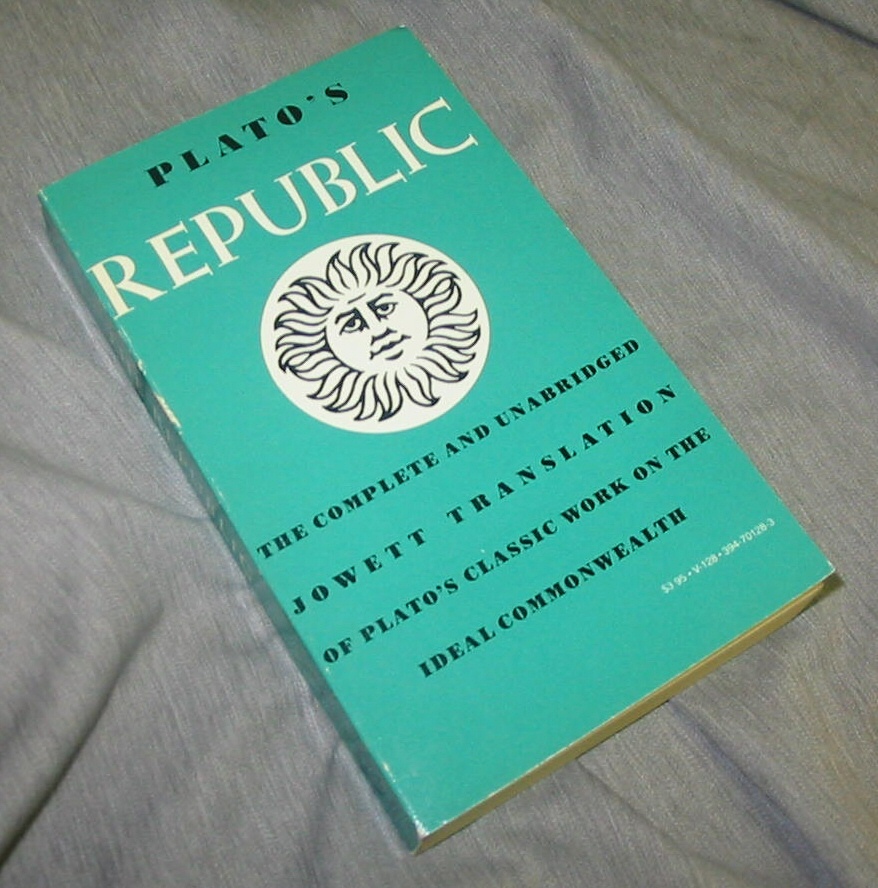 PLATO'S
REPUBLIC
THE COMPLETE AND UNABRIDGED
JOWETT TRANSLATION
OF PLATO'S CLASSIC WORK ON THE
IDEAL COMMONWEALTH
$3.95 • V-128 • 394-70128-3